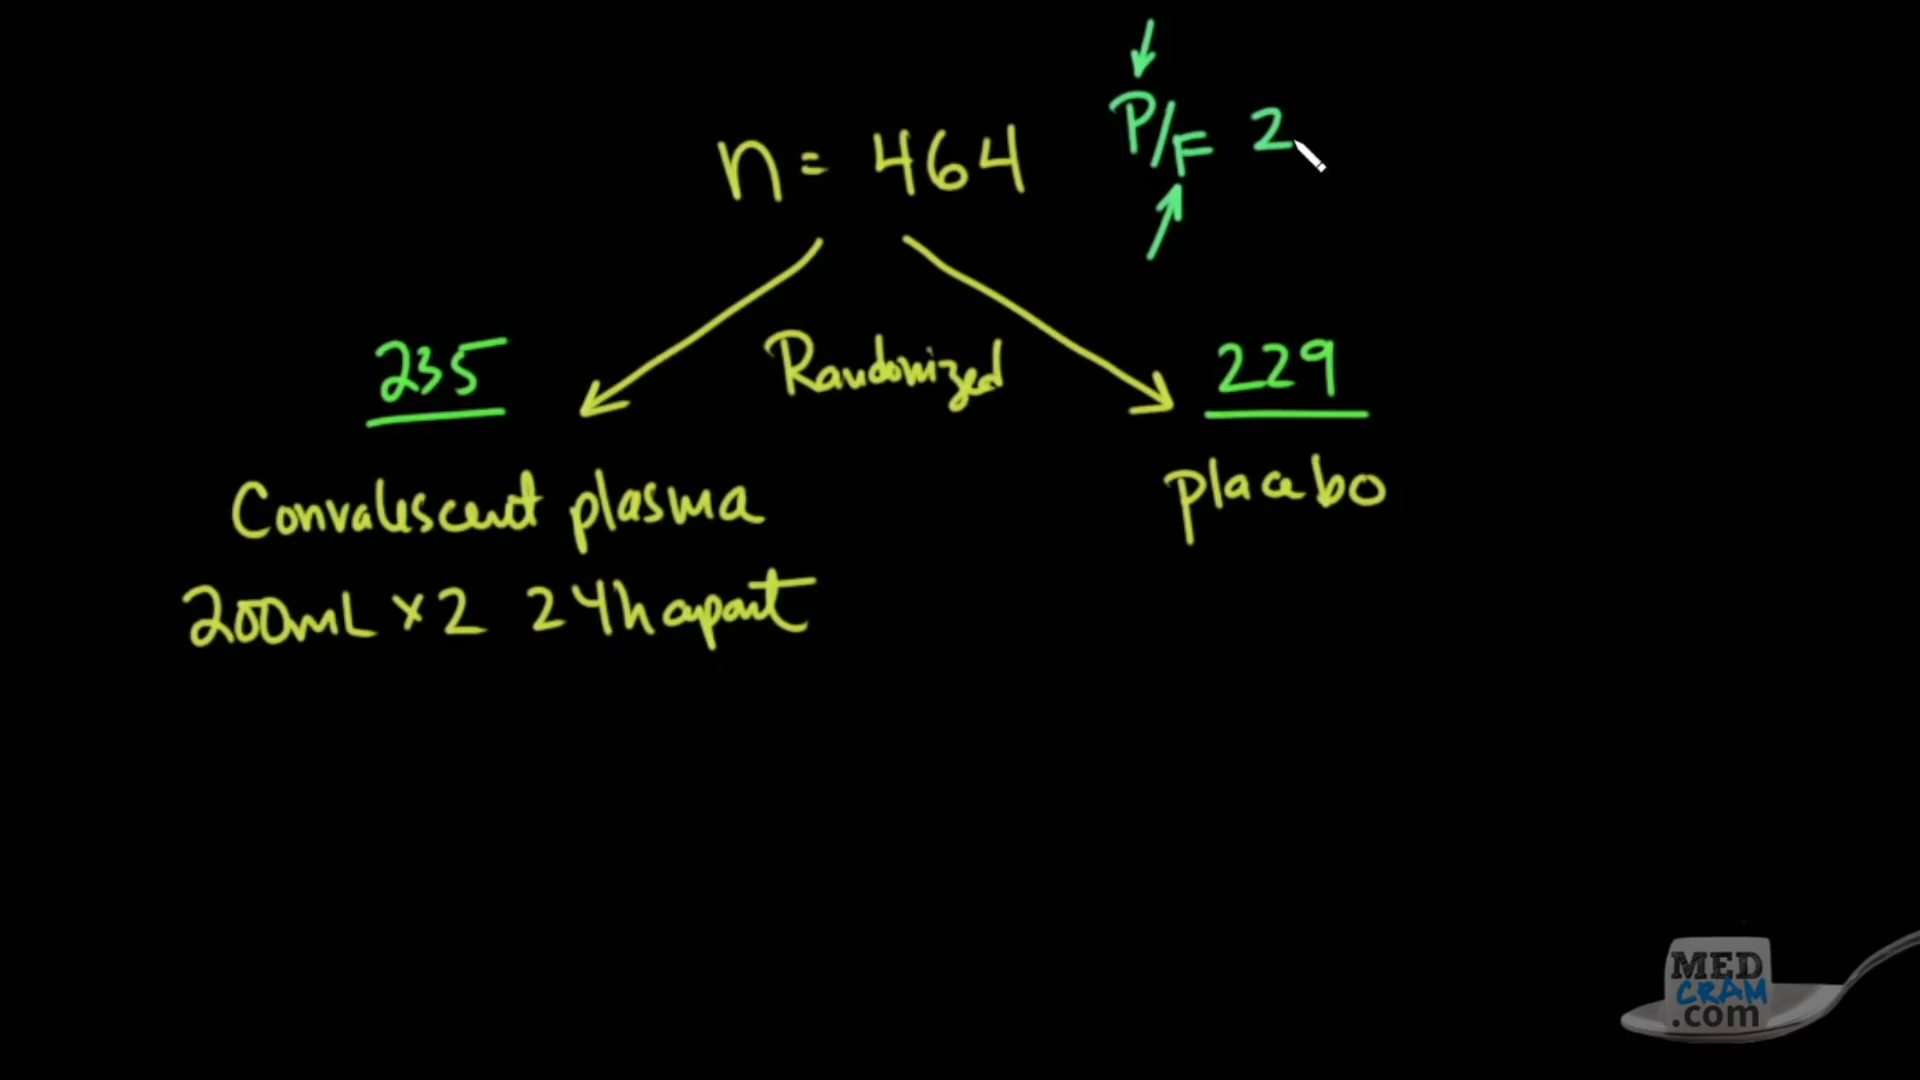 n = 464
P/F 2
Randomized
235
229
Convalescent plasma
placebo
200mL x 2 24h apart
MED
CRAM
.com